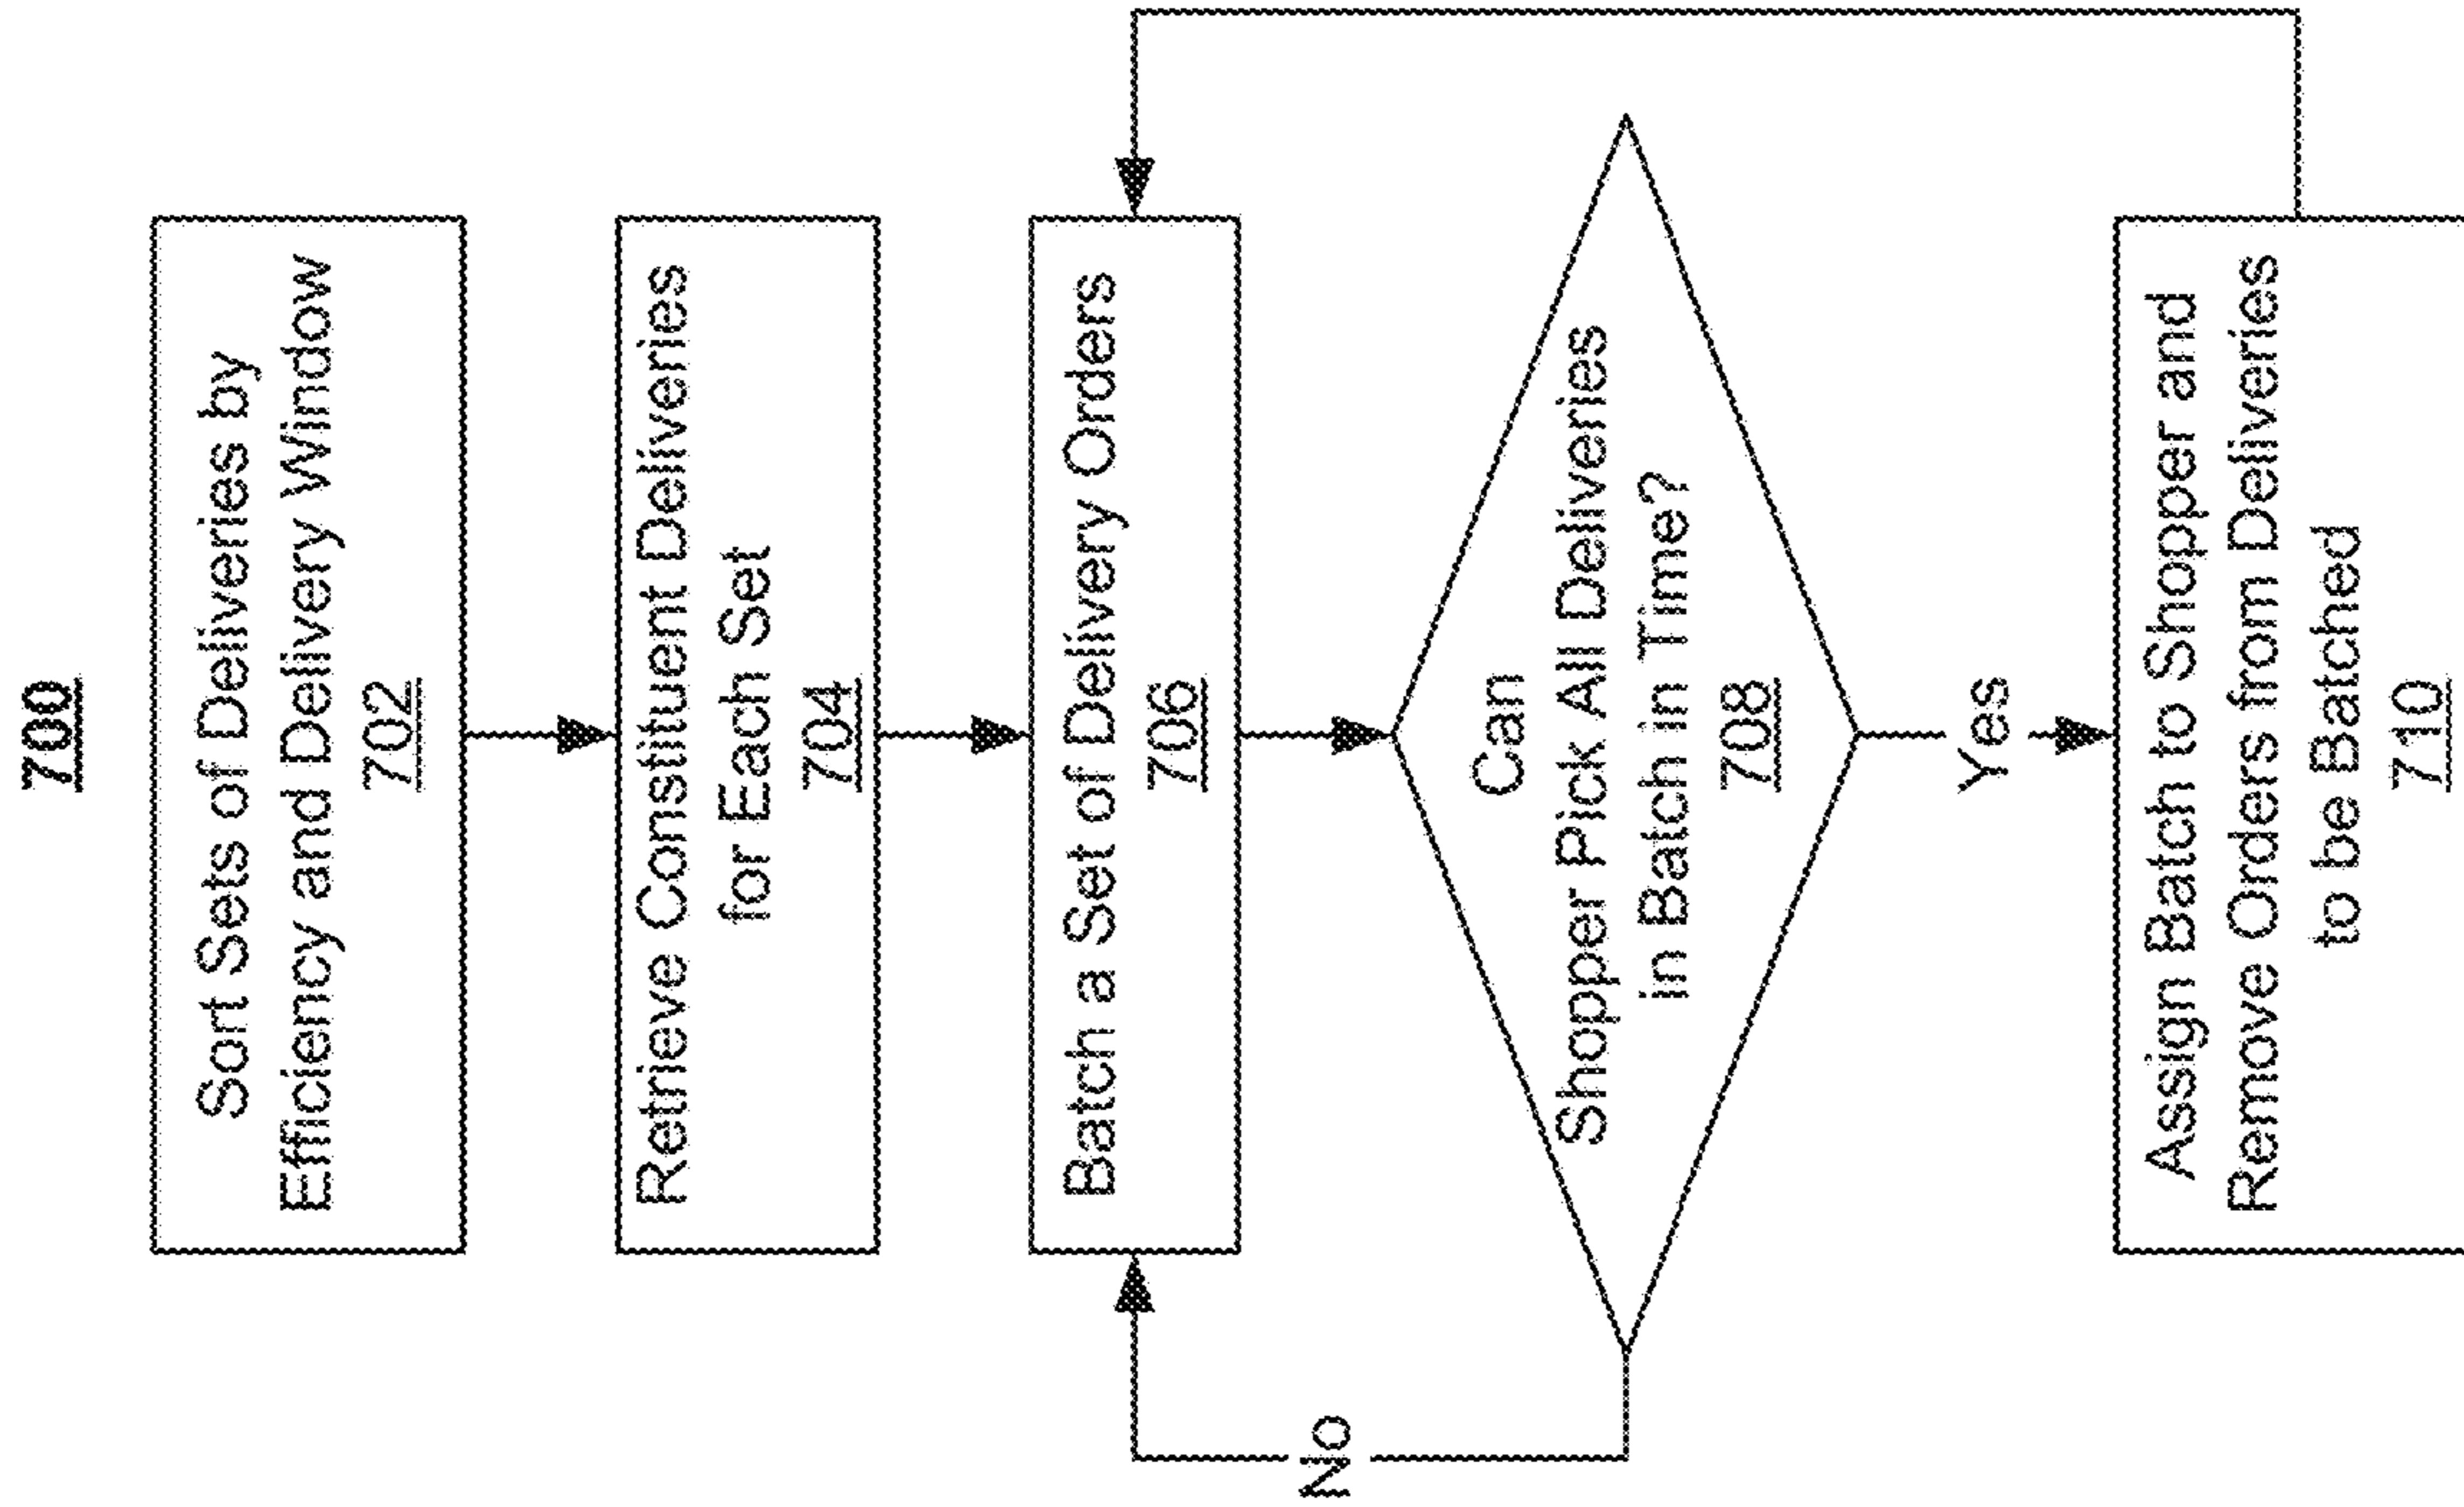 700
Sort Sets of Deliveries by
Efficiency and Delivery Window
702
Retrieve Constituent Deliveries
for Each Set
704
Batch a Set of Delivery Orders
706
Can
Shopper Pick All Deliveries
in Batch in Time?
708
No
Yes
Assign Batch to Shopper and
Remove Orders from Deliveries
to be Batched
710